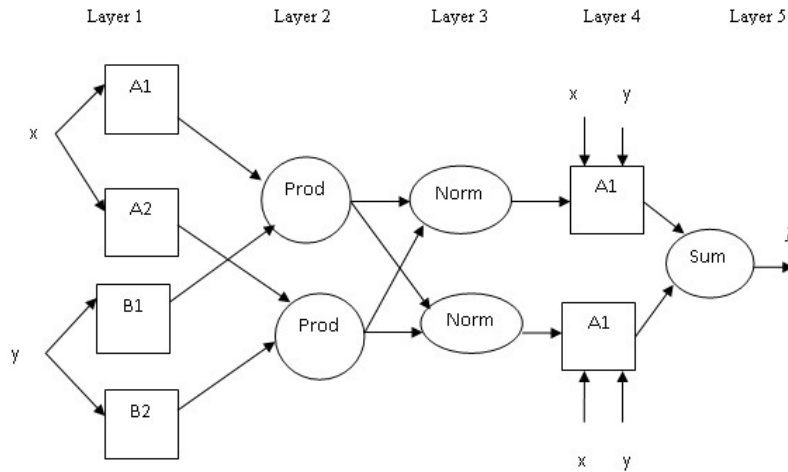 Layer 1 Layer 2 Layer 3 Layer 4 Layer 5
A1
x
A2
B1
y
B2
Prod
Prod
Norm
Norm
x y
A1
A1
x y
Sum